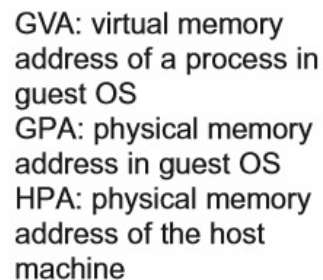 GVA: virtual memory
address of a process in
guest OS
GPA: physical memory
address in guest OS
HPA: physical memory
address of the host
machine